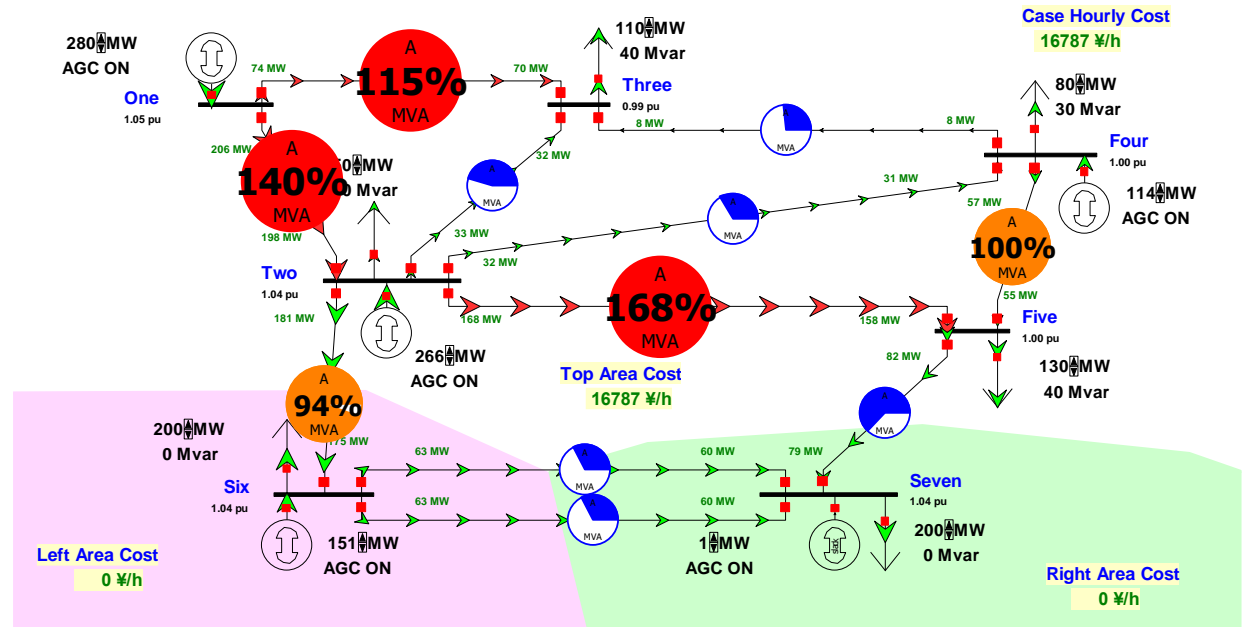 Case Hourly Cost
16787 ¥/h
280 MW
AGC ON
One
1.05 pu
74 MW
A
115%
MVA
70 MW
110 MW
40 Mvar
Three
0.99 pu
8 MW
A
MVA
8 MW
80 MW
30 Mvar
Four
1.00 pu
114 MW
AGC ON
206 MW
A
140%
MVA
198 MW
0 MW
0 Mvar
32 MW
A
MVA
33 MW
31 MW
A
MVA
32 MW
57 MW
A
100%
MVA
55 MW
Two
1.04 pu
168 MW
A
168%
MVA
158 MW
Five
1.00 pu
130 MW
40 Mvar
181 MW
266 MW
AGC ON
Top Area Cost
16787 ¥/h
82 MW
A
MVA
79 MW
A
94%
MVA
175 MW
200 MW
0 Mvar
Six
1.04 pu
63 MW
A
MVA
60 MW
63 MW
A
MVA
60 MW
Seven
1.04 pu
151 MW
AGC ON
1 MW
AGC ON
slack
200 MW
0 Mvar
Left Area Cost
0 ¥/h
Right Area Cost
0 ¥/h